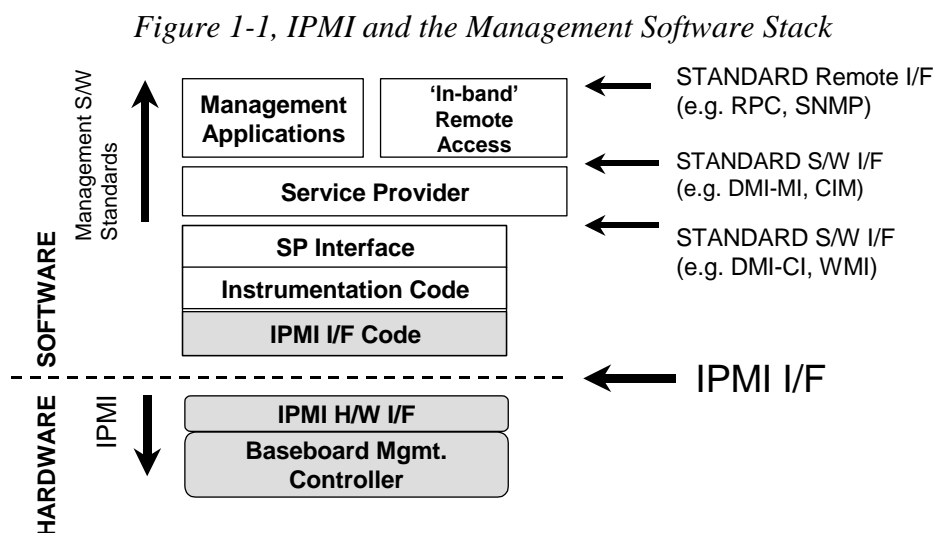 Figure 1-1, IPMI and the Management Software Stack
Management S/W
Standards
Management
Applications
‘In-band’
Remote
Access
STANDARD Remote I/F
(e.g. RPC, SNMP)
Service Provider
STANDARD S/W I/F
(e.g. DMI-MI, CIM)
SP Interface
STANDARD S/W I/F
(e.g. DMI-CI, WMI)
Instrumentation Code
IPMI I/F Code
SOFTWARE
IPMI I/F
HARDWARE
IPMI
IPMI H/W I/F
Baseboard Mgmt.
Controller